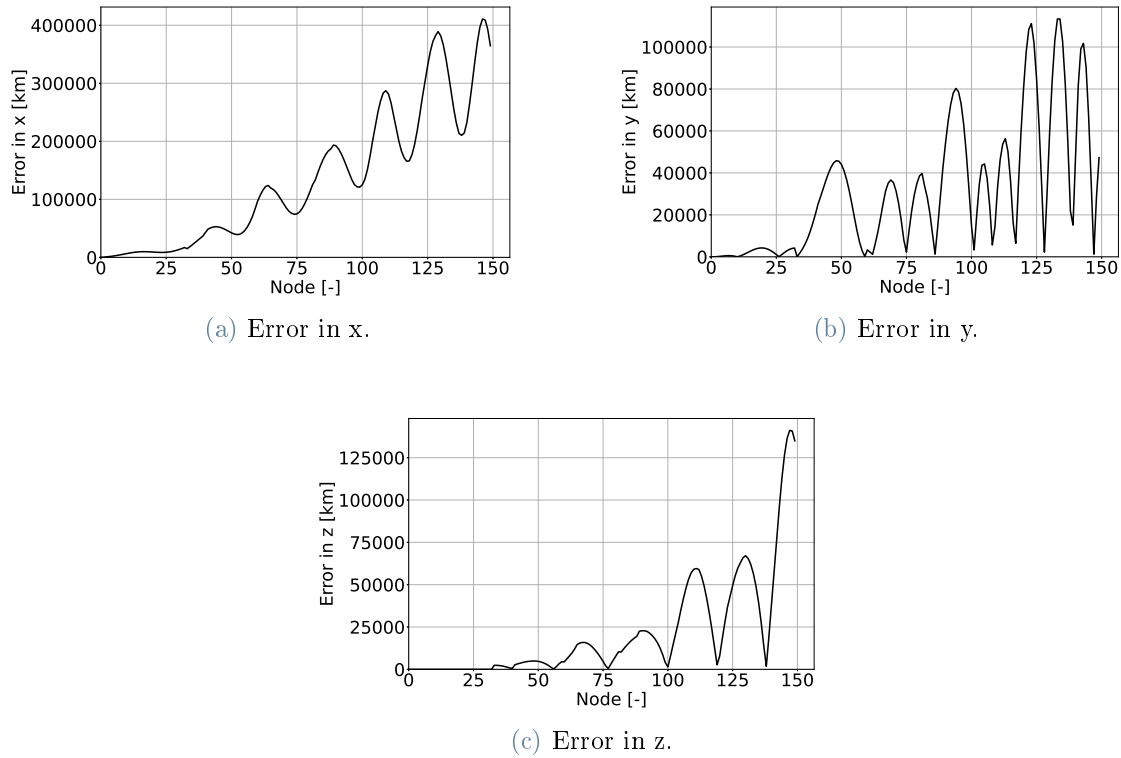 400000
300000
200000
100000
0
Error in x [km]
0 25 50 75 100 125 150
Node [-]
(a) Error in x.
100000
80000
60000
40000
20000
0
Error in y [km]
0 25 50 75 100 125 150
Node [-]
(b) Error in y.
125000
100000
75000
50000
25000
0
Error in z [km]
0 25 50 75 100 125 150
Node [-]
(c) Error in z.